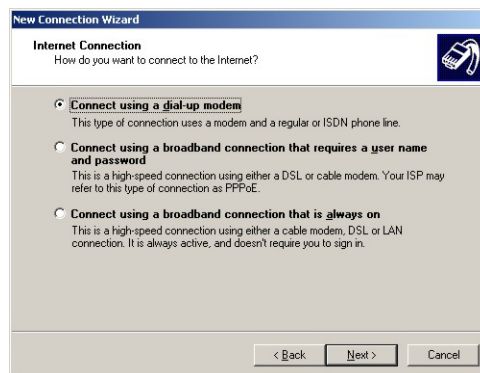 New Connection Wizard
Internet Connection
How do you want to connect to the Internet?
Connect using a dial-up modem
This type of connection uses a modem and a regular or ISDN phone line.
Connect using a broadband connection that requires a user name
and password
This is a high-speed connection using either a DSL or cable modem. Your ISP may
refer to this type of connection as PPPoE.
Connect using a broadband connection that is always on
This is a high-speed connection using either a cable modem, DSL or LAN
connection. It is always active, and doesn't require you to sign in.
< Back
Next >
Cancel